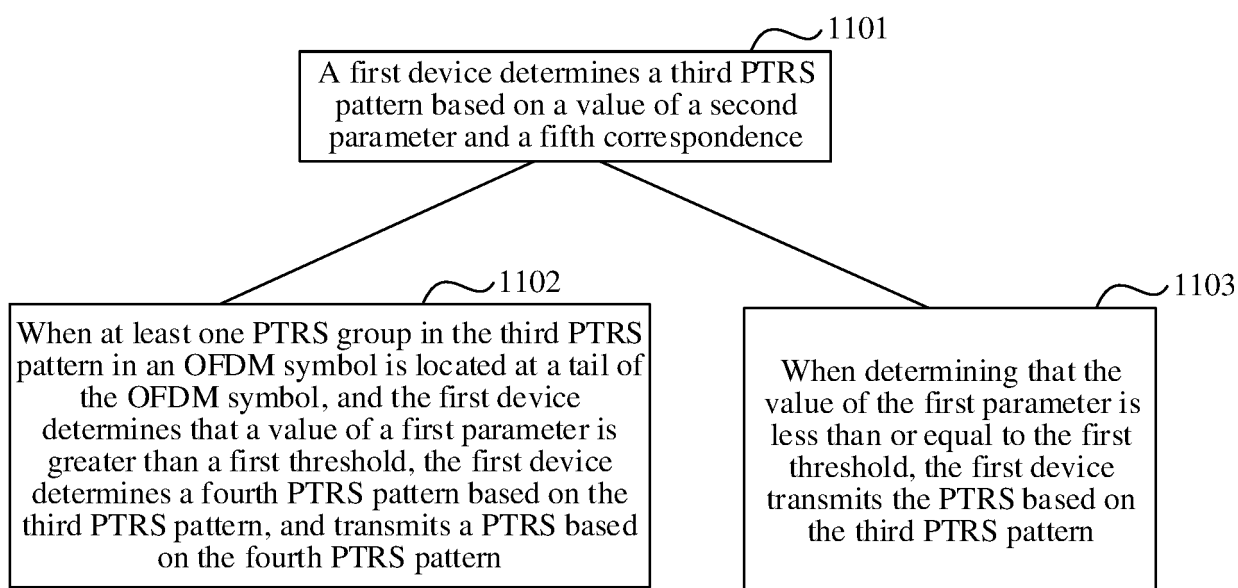 1101
A first device determines a third PTRS
pattern based on a value of a second
parameter and a fifth correspondence
1102
When at least one PTRS group in the third PTRS
pattern in an OFDM symbol is located at a tail of
the OFDM symbol, and the first device
determines that a value of a first parameter is
greater than a first threshold, the first device
determines a fourth PTRS pattern based on the
third PTRS pattern, and transmits a PTRS based
on the fourth PTRS pattern
1103
When determining that the
value of the first parameter is
less than or equal to the first
threshold, the first device
transmits the PTRS based on
the third PTRS pattern